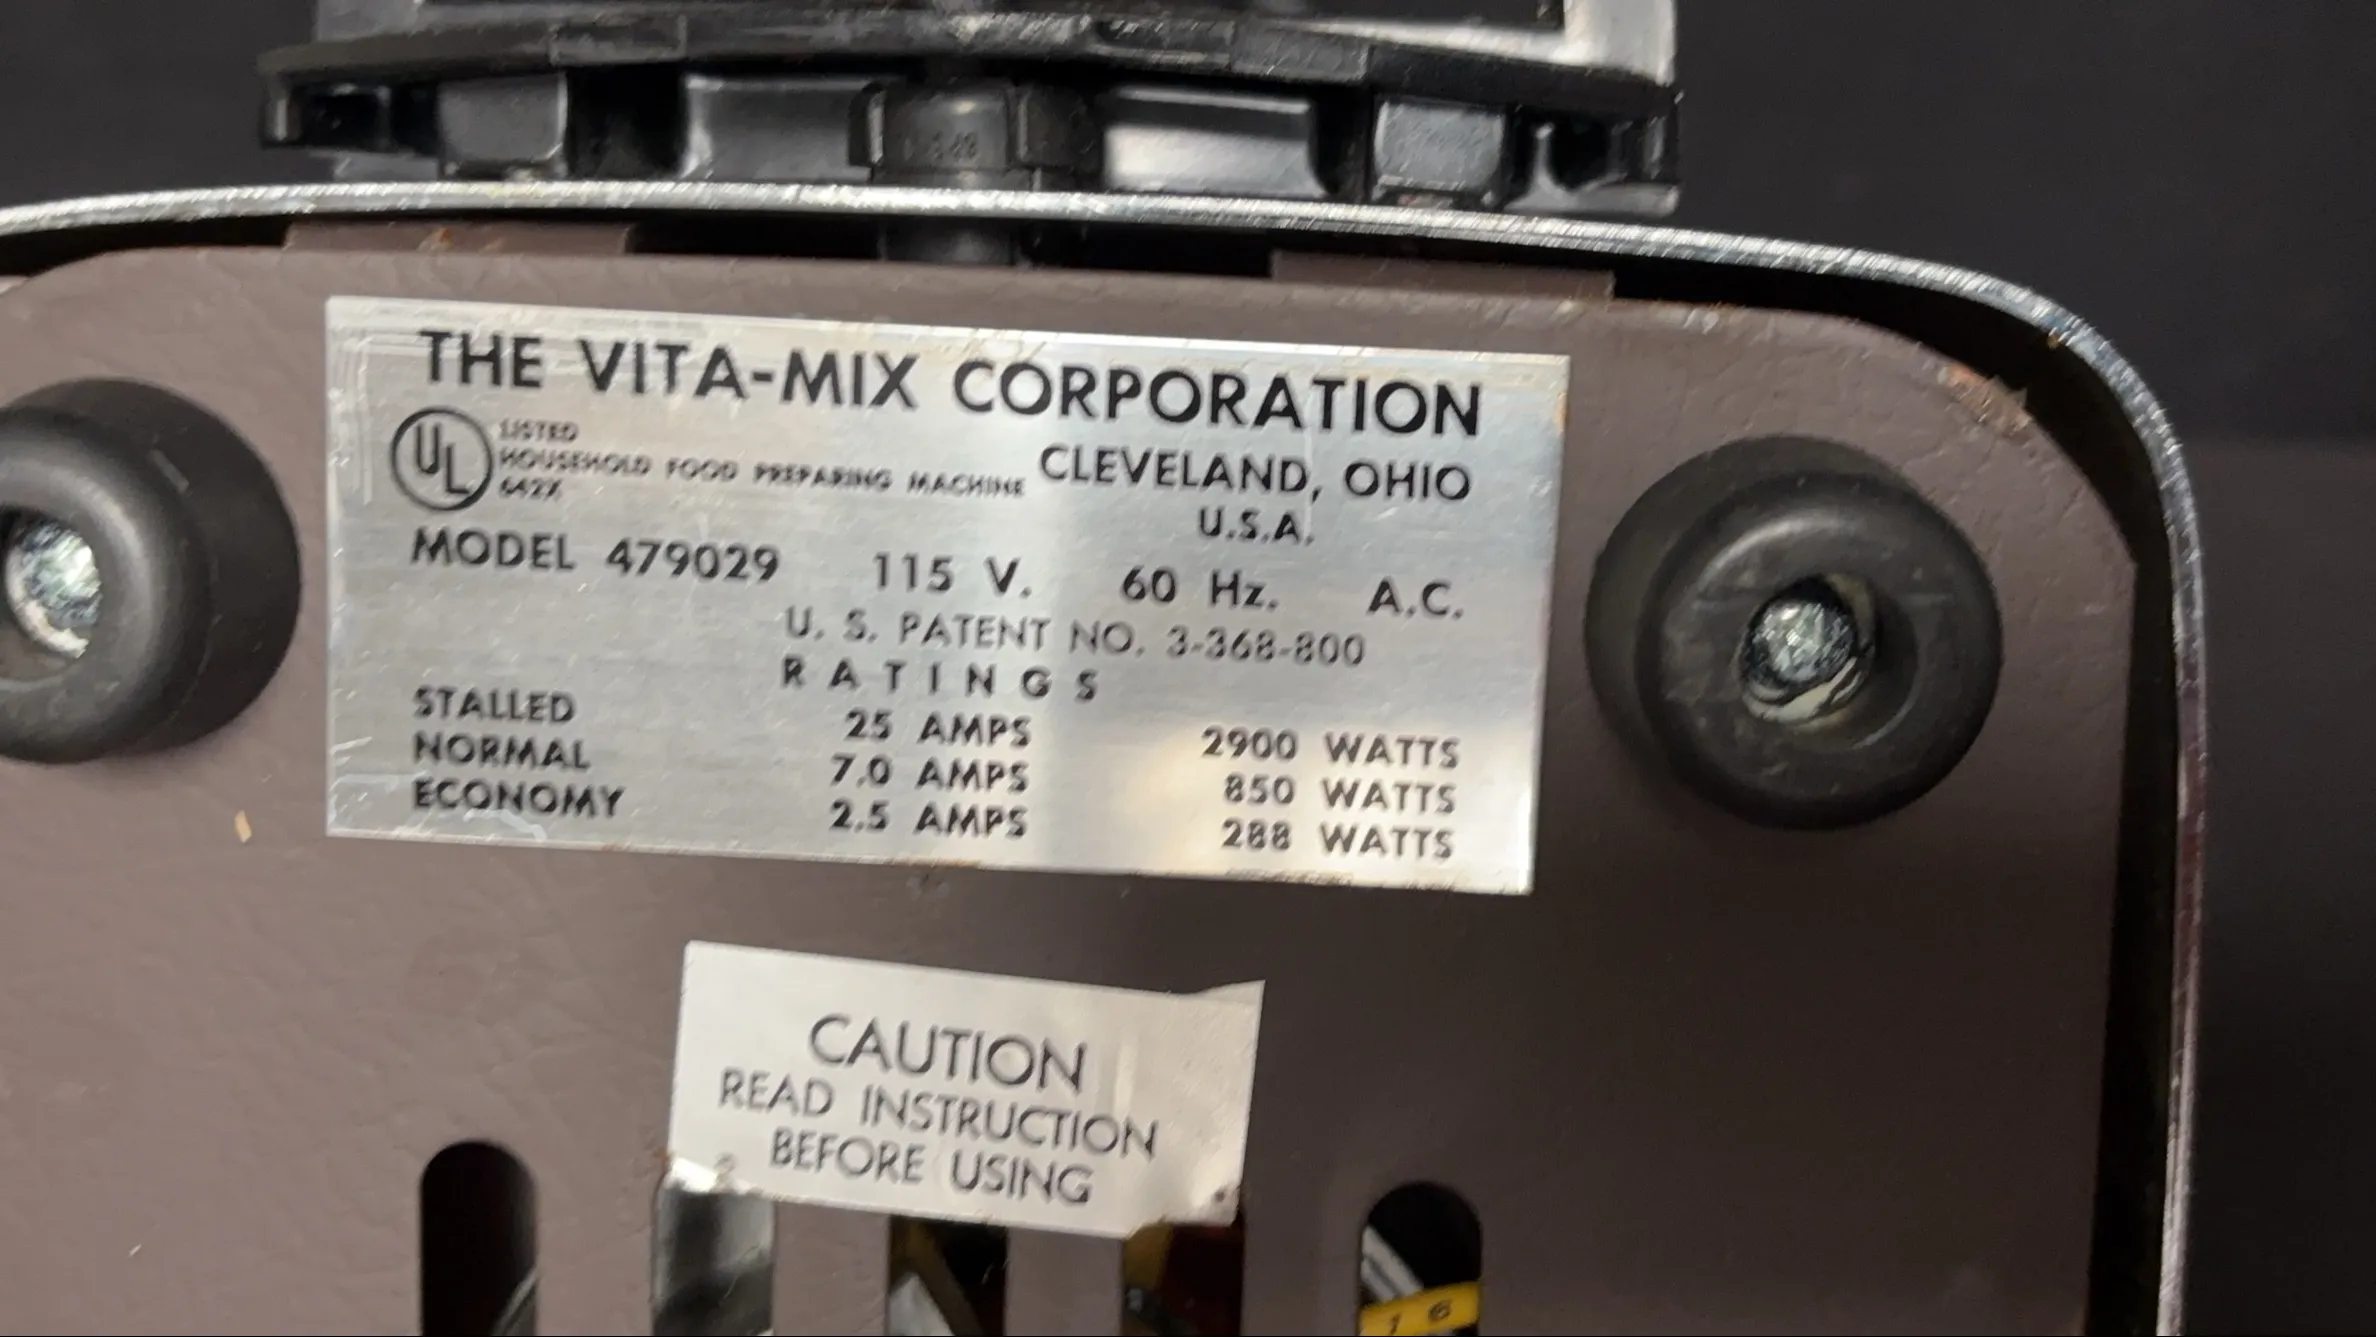 THE VITA-MIX CORPORATION
UL LISTED
HOUSEHOLD FOOD PREPARING MACHINE
642X
CLEVELAND, OHIO
U.S.A.
MODEL 479029 115 V. 60 Hz. A.C.
U. S. PATENT NO. 3-368-800
RATINGS
STALLED 25 AMPS 2900 WATTS
NORMAL 7.0 AMPS 850 WATTS
ECONOMY 2.5 AMPS 288 WATTS
CAUTION
READ INSTRUCTION
BEFORE USING